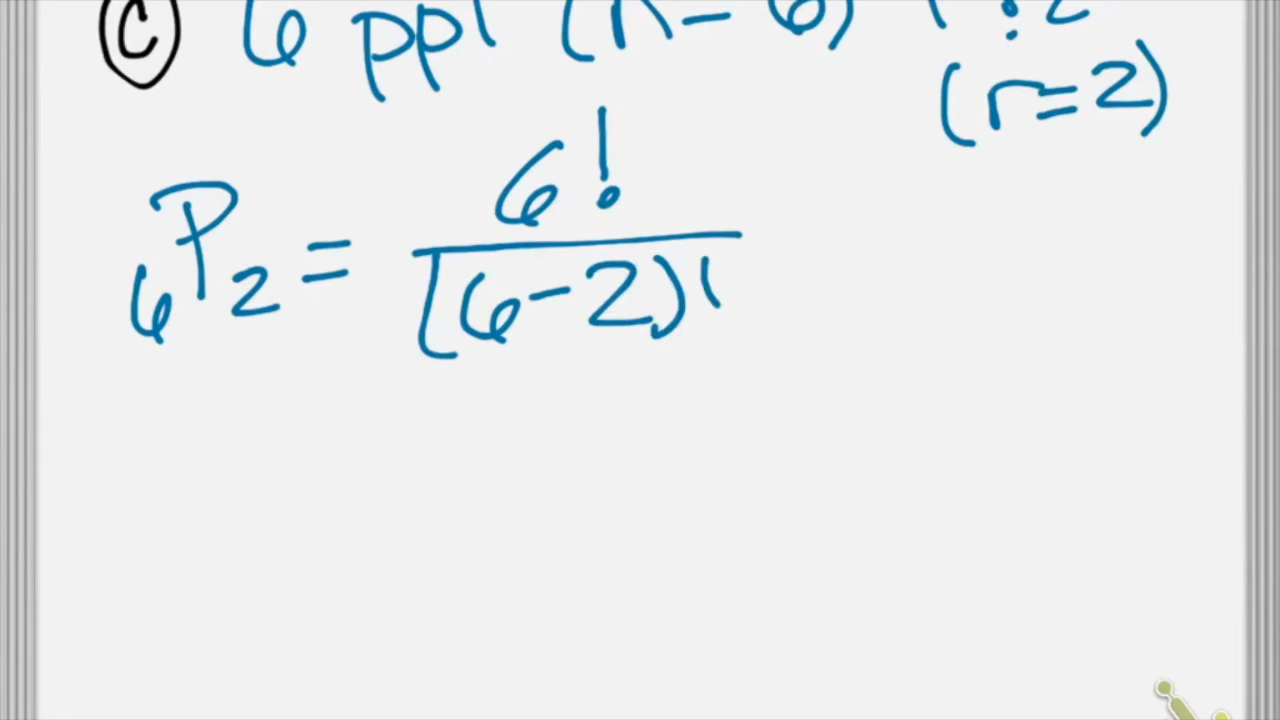 (c) 6 ppl (n=6)
(r=2)
6P2 = 6!/(6-2)!